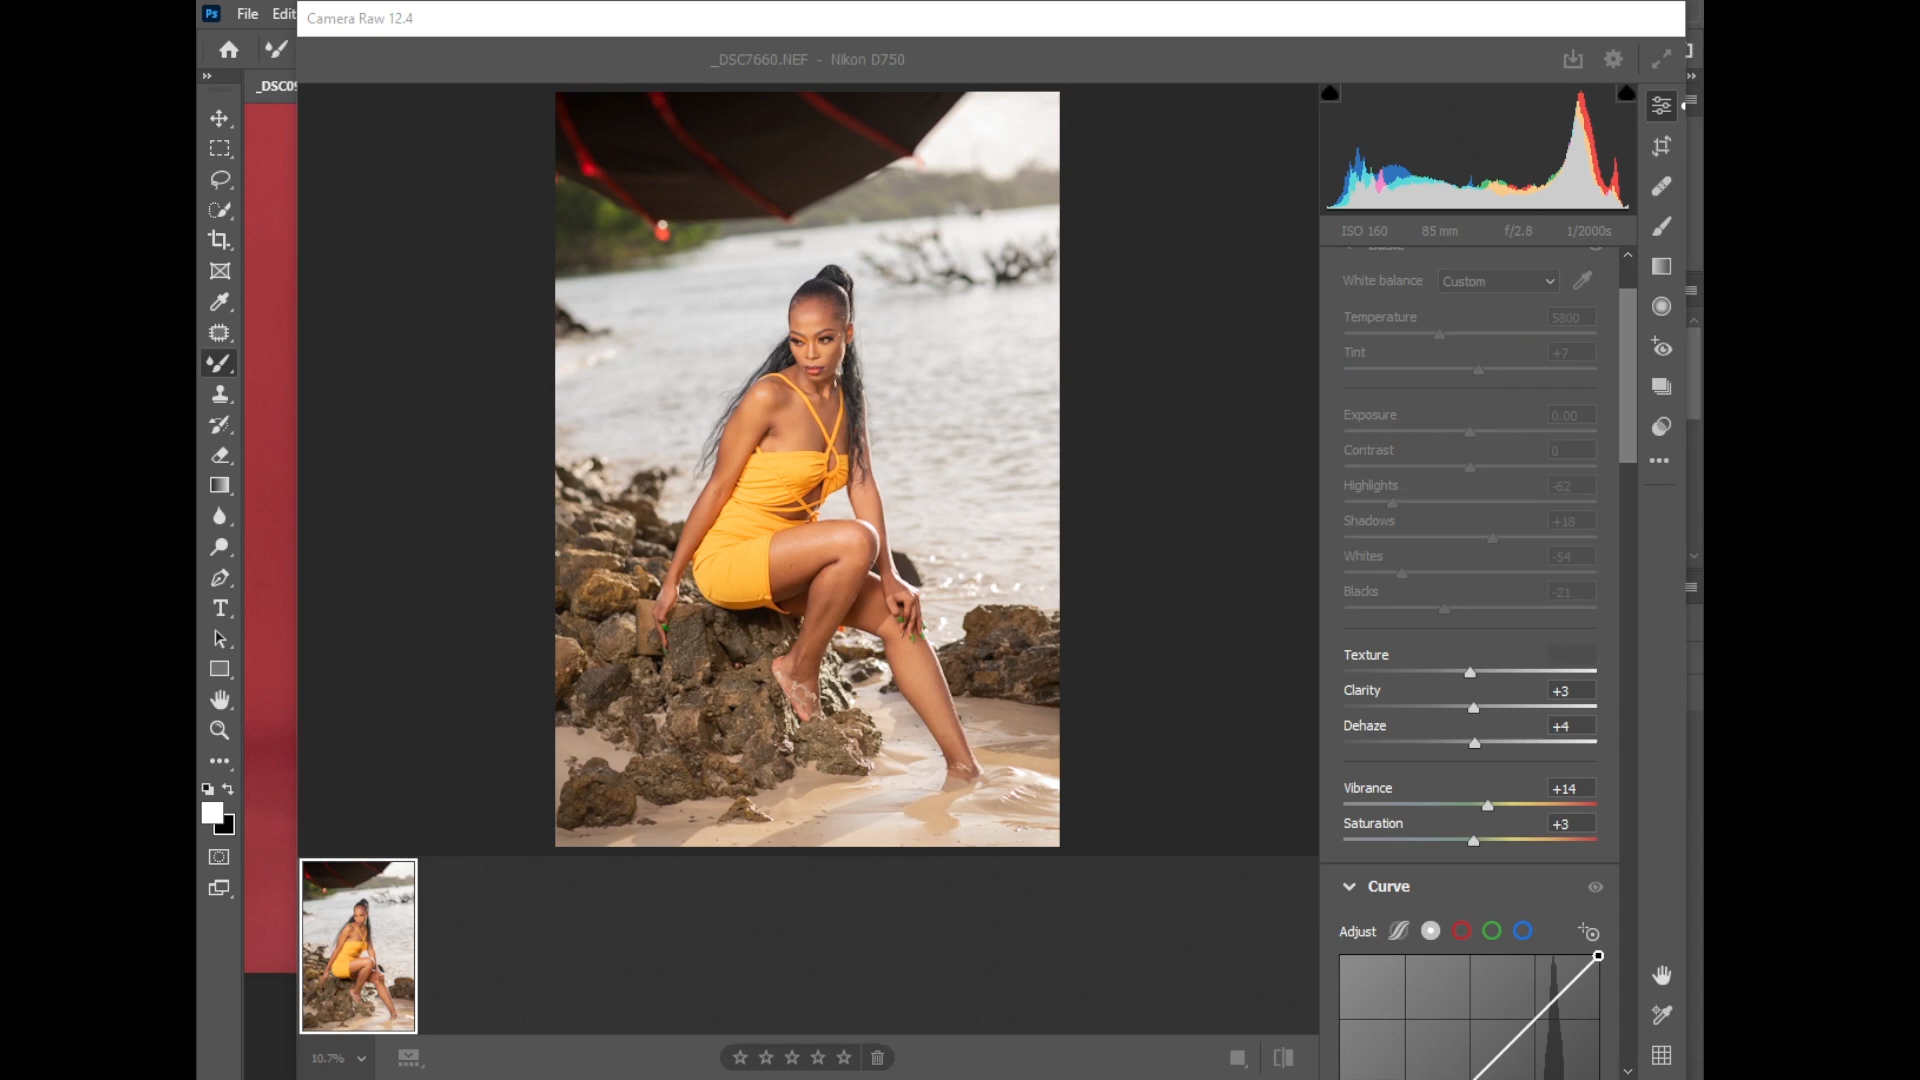 Ps File Edit
Camera Raw 12.4
_DSC7660.NEF - Nikon D750
_DSC09
ISO 160 85 mm f/2.8 1/2000s
White balance Custom
Temperature 5800
Tint +7
Exposure 0.00
Contrast 0
Highlights -62
Shadows +18
Whites -54
Blacks -21
Texture
Clarity +3
Dehaze +4
Vibrance +14
Saturation +3
Curve
Adjust
T
10.7%